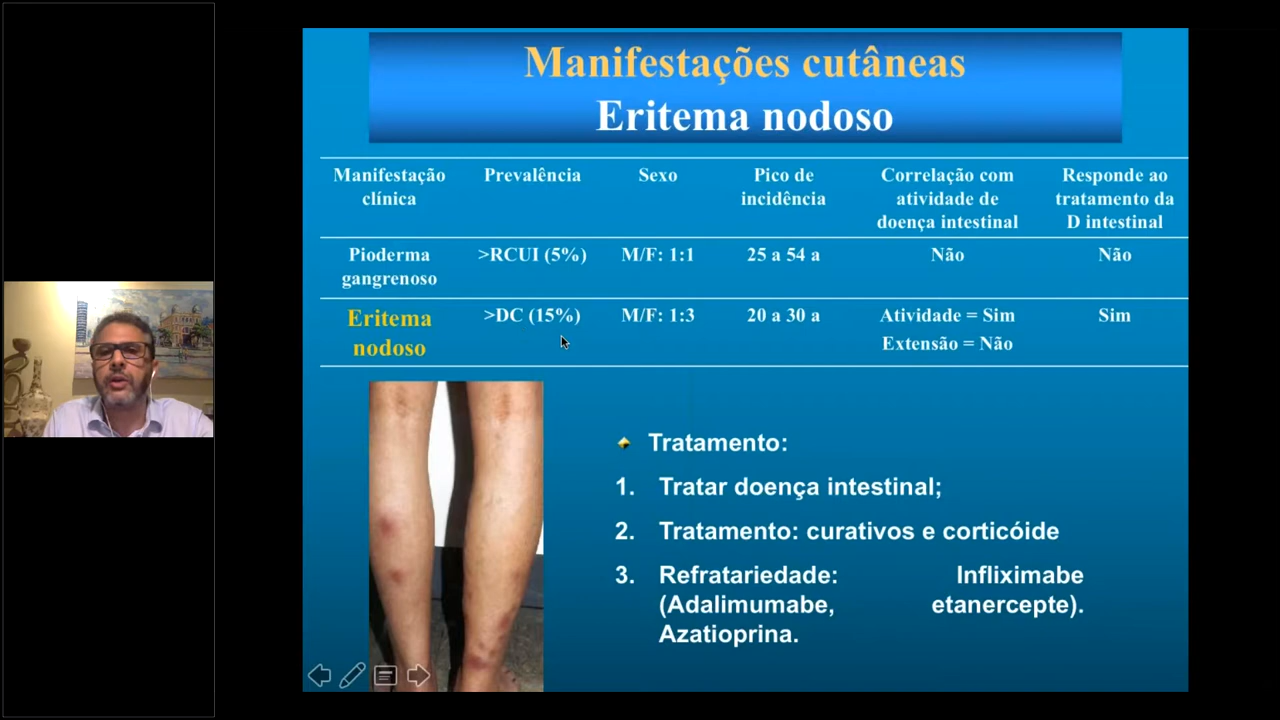 Manifestações cutâneas
Eritema nodoso
Manifestação clínica Prevalência Sexo Pico de incidência Correlação com atividade de doença intestinal Responde ao tratamento da D intestinal
Pioderma gangrenoso >RCUI (5%) M/F: 1:1 25 a 54 a Não Não
Eritema nodoso >DC (15%) M/F: 1:3 20 a 30 a Atividade = Sim Extensão = Não Sim
Tratamento:
1. Tratar doença intestinal;
2. Tratamento: curativos e corticóide
3. Refratariedade: Infliximabe
(Adalimumabe, etanercepte).
Azatioprina.